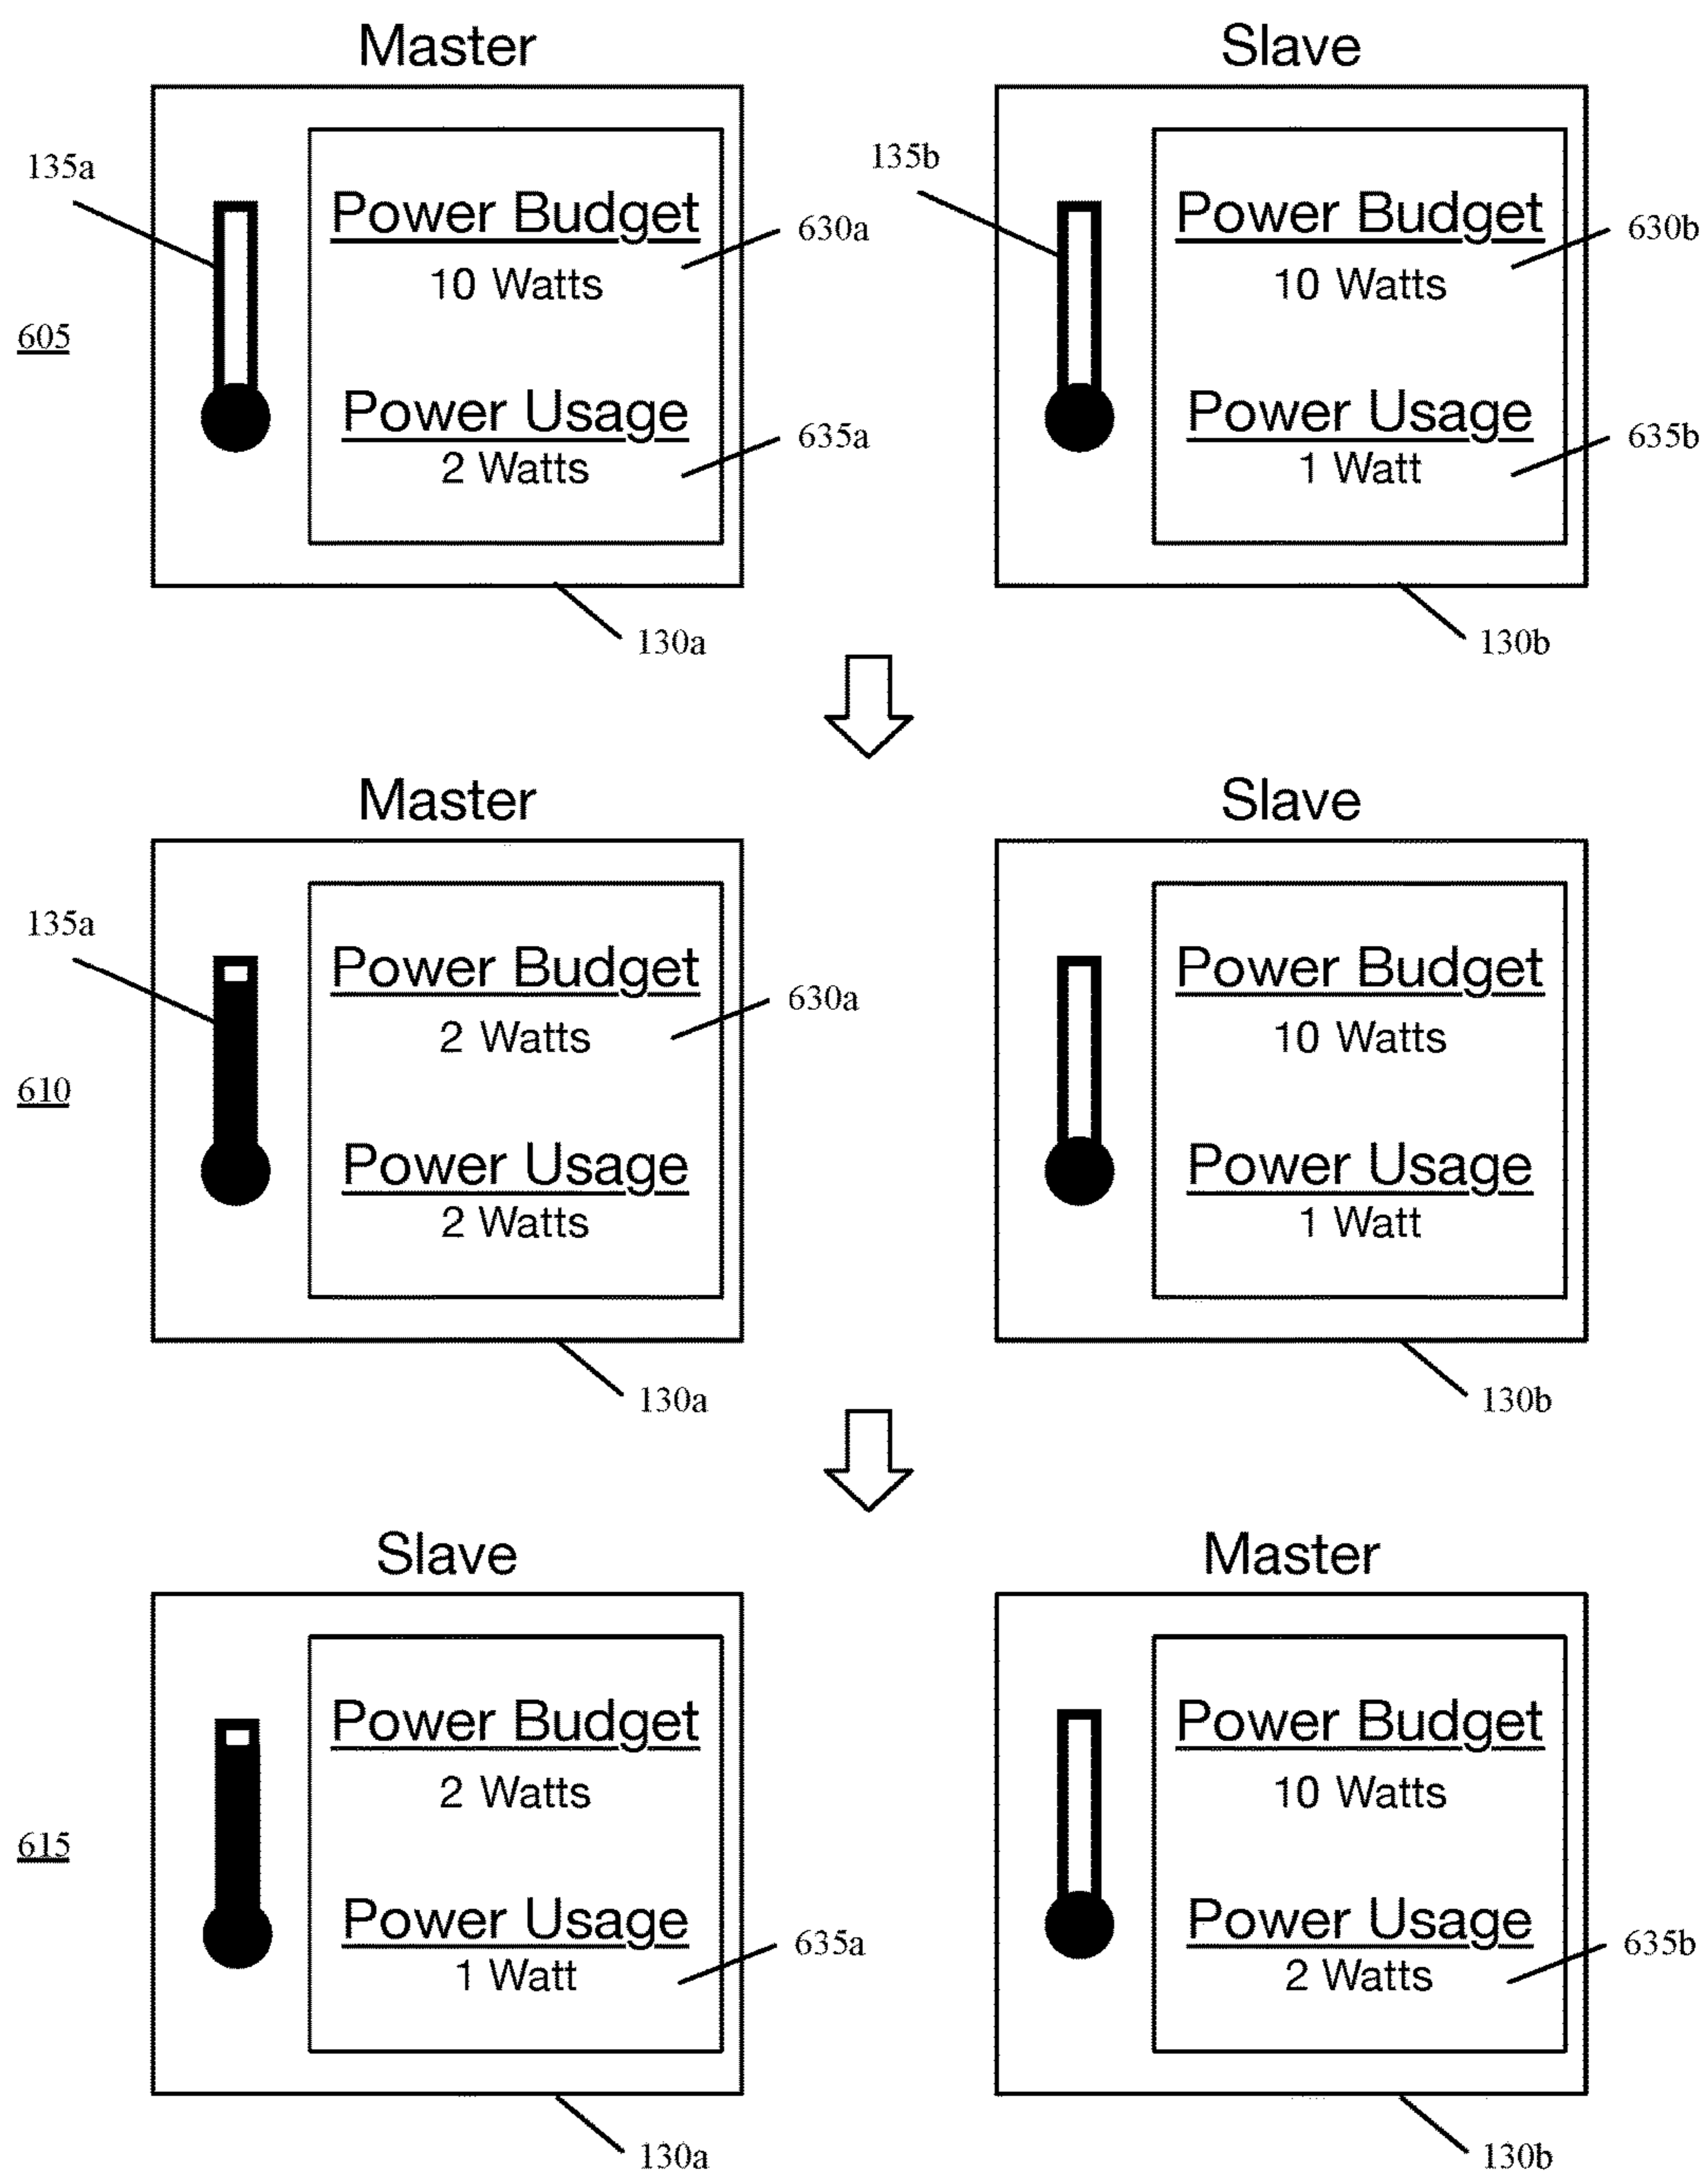 Master
Slave
135a
135b
Power Budget
630a
Power Budget
630b
10 Watts
10 Watts
605
Power Usage
635a
Power Usage
635b
2 Watts
1 Watt
130a
130b
Master
Slave
135a
Power Budget
630a
Power Budget
2 Watts
10 Watts
610
Power Usage
Power Usage
2 Watts
1 Watt
130a
130b
Slave
Master
Power Budget
Power Budget
2 Watts
10 Watts
615
Power Usage
635a
Power Usage
635b
1 Watt
2 Watts
130a
130b